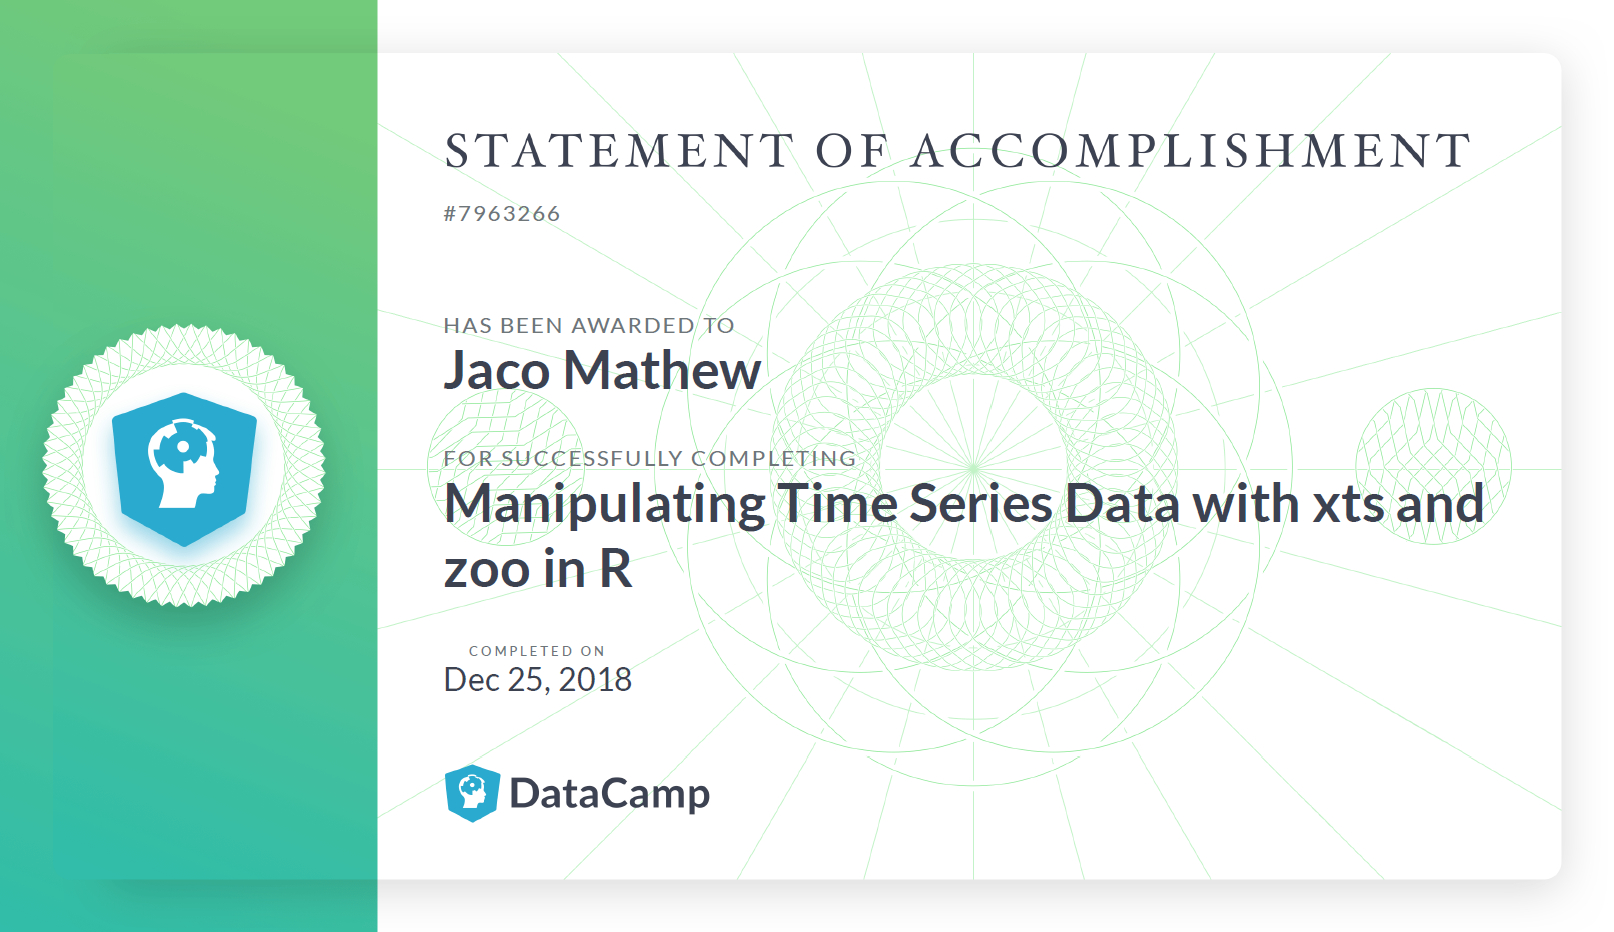 STATEMENT OF ACCOMPLISHMENT
#7963266
HAS BEEN AWARDED TO
Jaco Mathew
FOR SUCCESSFULLY COMPLETING
Manipulating Time Series Data with xts and
zoo in R
COMPLETED ON
Dec 25, 2018
DataCamp